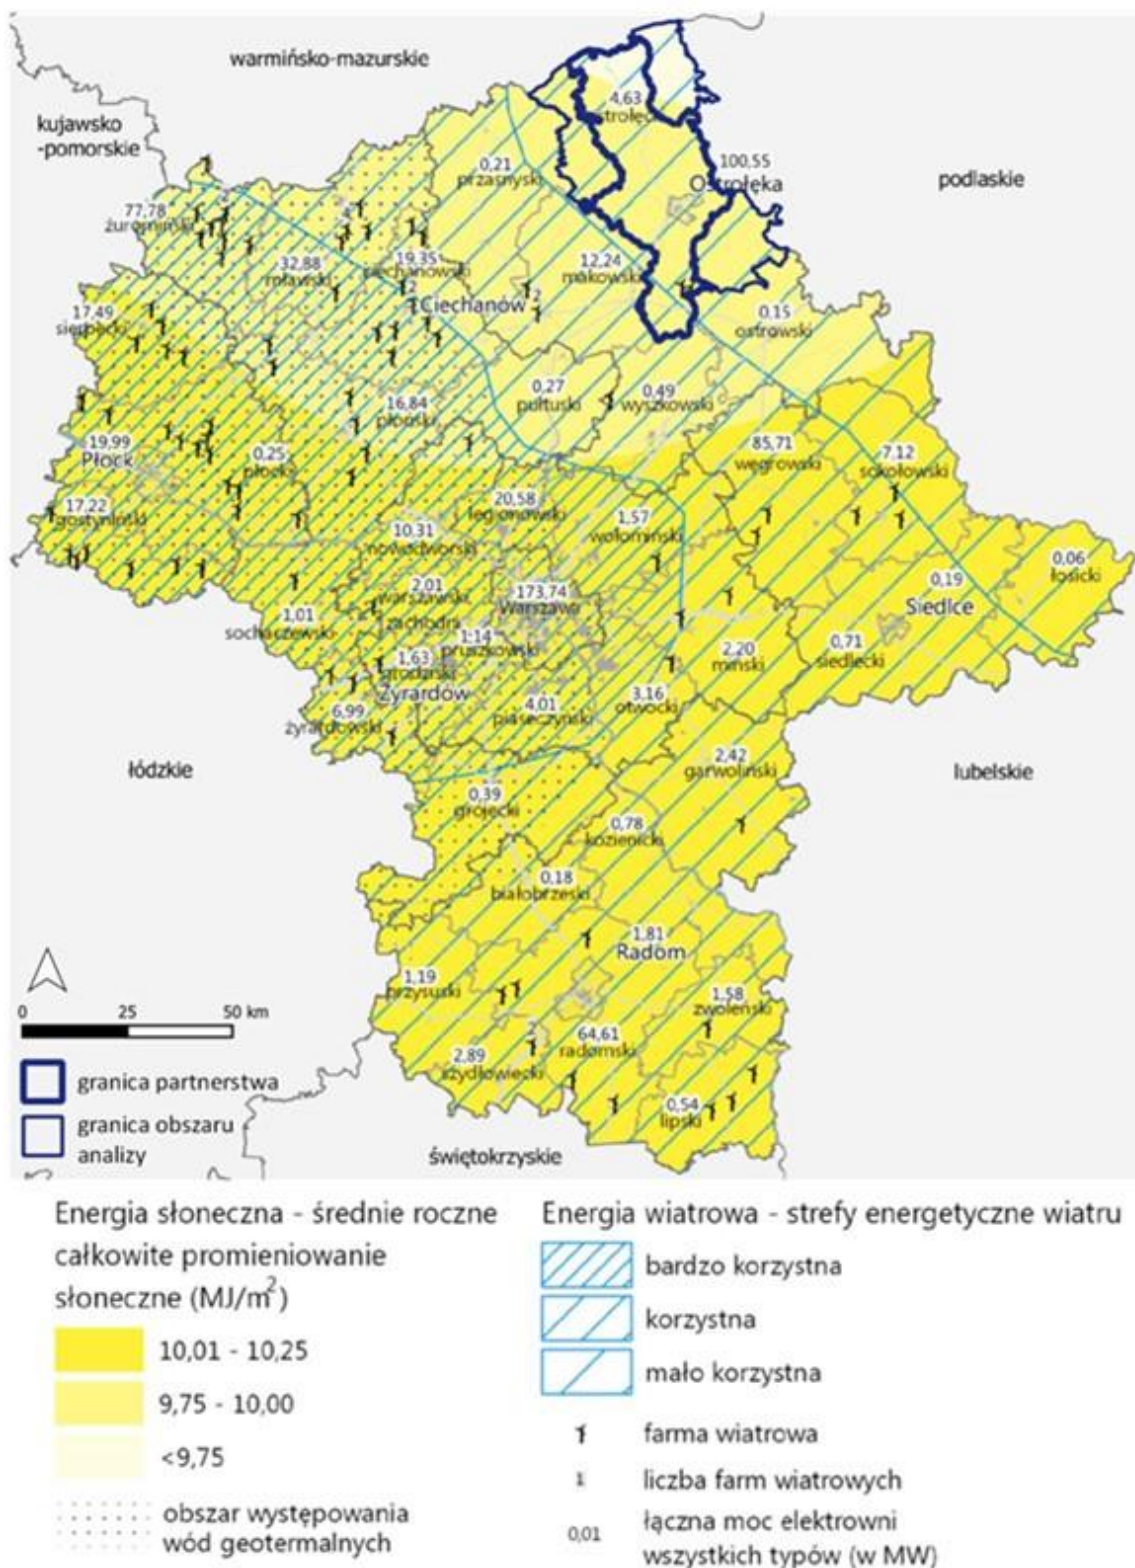 warmińsko-mazurskie
kujawsko
-pomorskie
4,63
100,55
Ostrołęka
podlaskie
0,21
przasnyski
77,78
żuromiński
2
4
32,88
mławski
19,35
ciechanowski
12,24
makowski
2
2
Ciechanów
17,49
sierpecki
0,15
ostrowski
0,27
pułtuski
0,49
wyszkowski
16,84
płoński
85,71
węgrowski
7,12
sokołowski
19,99
Płock
0,25
płocki
17,22
gostyniński
20,58
legionowski
1,57
wołomiński
10,31
nowodworski
0,06
łosicki
2,01
warszawski
zachodni
173,74
Warszawa
0,19
Siedlce
1,01
sochaczewski
1,14
pruszkowski
0,71
siedlecki
2,20
miński
1,63
grodziski
Żyrardów
3,16
otwocki
6,99
żyrardowski
4,01
piaseczyński
łódzkie
2,42
garwoliński
lubelskie
0,39
grójecki
0,78
kozienicki
0,18
białobrzeski
1,81
Radom
1,19
przysuski
1,58
zwoleński
2
64,61
radomski
2,89
szydłowiecki
0,54
lipski
świętokrzyskie
0 25 50 km
granica partnerstwa
granica obszaru
analizy
Energia słoneczna - średnie roczne
całkowite promieniowanie
słoneczne (MJ/m²)
10,01 - 10,25
9,75 - 10,00
<9,75
obszar występowania
wód geotermalnych
Energia wiatrowa - strefy energetyczne wiatru
bardzo korzystna
korzystna
mało korzystna
farma wiatrowa
1 liczba farm wiatrowych
0,01 łączna moc elektrowni
wszystkich typów (w MW)